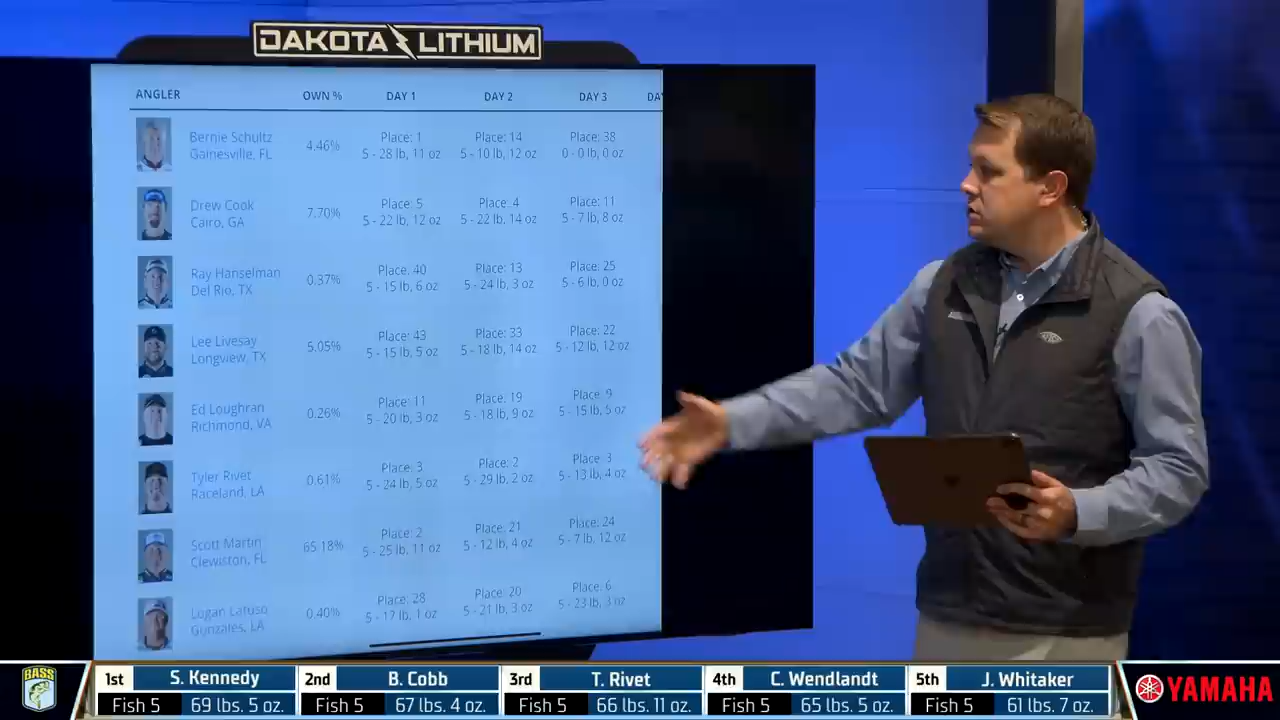 DAKOTA LITHIUM
ANGLER OWN % DAY 1 DAY 2 DAY 3 DA
Bernie Schultz Place: 1 Place: 14 Place: 38
Gainesville, FL 4.46% 5 - 28 lb, 11 oz 5 - 10 lb, 12 oz 0 - 0 lb, 0 oz
Drew Cook Place: 5 Place: 4 Place: 11
Cairo, GA 7.70% 5 - 22 lb, 12 oz 5 - 22 lb, 14 oz 5 - 7 lb, 8 oz
Ray Hanselman Place: 40 Place: 13 Place: 25
Del Rio, TX 0.37% 5 - 15 lb, 6 oz 5 - 24 lb, 3 oz 5 - 6 lb, 0 oz
Lee Livesay Place: 43 Place: 33 Place: 22
Longview, TX 5.05% 5 - 15 lb, 5 oz 5 - 18 lb, 14 oz 5 - 12 lb, 12 oz
Ed Loughran Place: 11 Place: 19 Place: 9
Richmond, VA 0.26% 5 - 20 lb, 3 oz 5 - 18 lb, 9 oz 5 - 15 lb, 5 oz
Tyler Rivet Place: 3 Place: 2 Place: 3
Raceland, LA 0.61% 5 - 24 lb, 5 oz 5 - 29 lb, 2 oz 5 - 13 lb, 4 oz
Scott Martin Place: 2 Place: 21 Place: 24
Clewiston, FL 65.18% 5 - 25 lb, 11 oz 5 - 12 lb, 4 oz 5 - 7 lb, 12 oz
Logan Latuso Place: 28 Place: 20 Place: 6
Gonzales, LA 0.40% 5 - 17 lb, 1 oz 5 - 21 lb, 3 oz 5 - 23 lb, 3 oz
BASS
1st S. Kennedy 2nd B. Cobb 3rd T. Rivet 4th C. Wendlandt 5th J. Whitaker
Fish 5 69 lbs. 5 oz. Fish 5 67 lbs. 4 oz. Fish 5 66 lbs. 11 oz. Fish 5 65 lbs. 5 oz. Fish 5 61 lbs. 7 oz.
YAMAHA